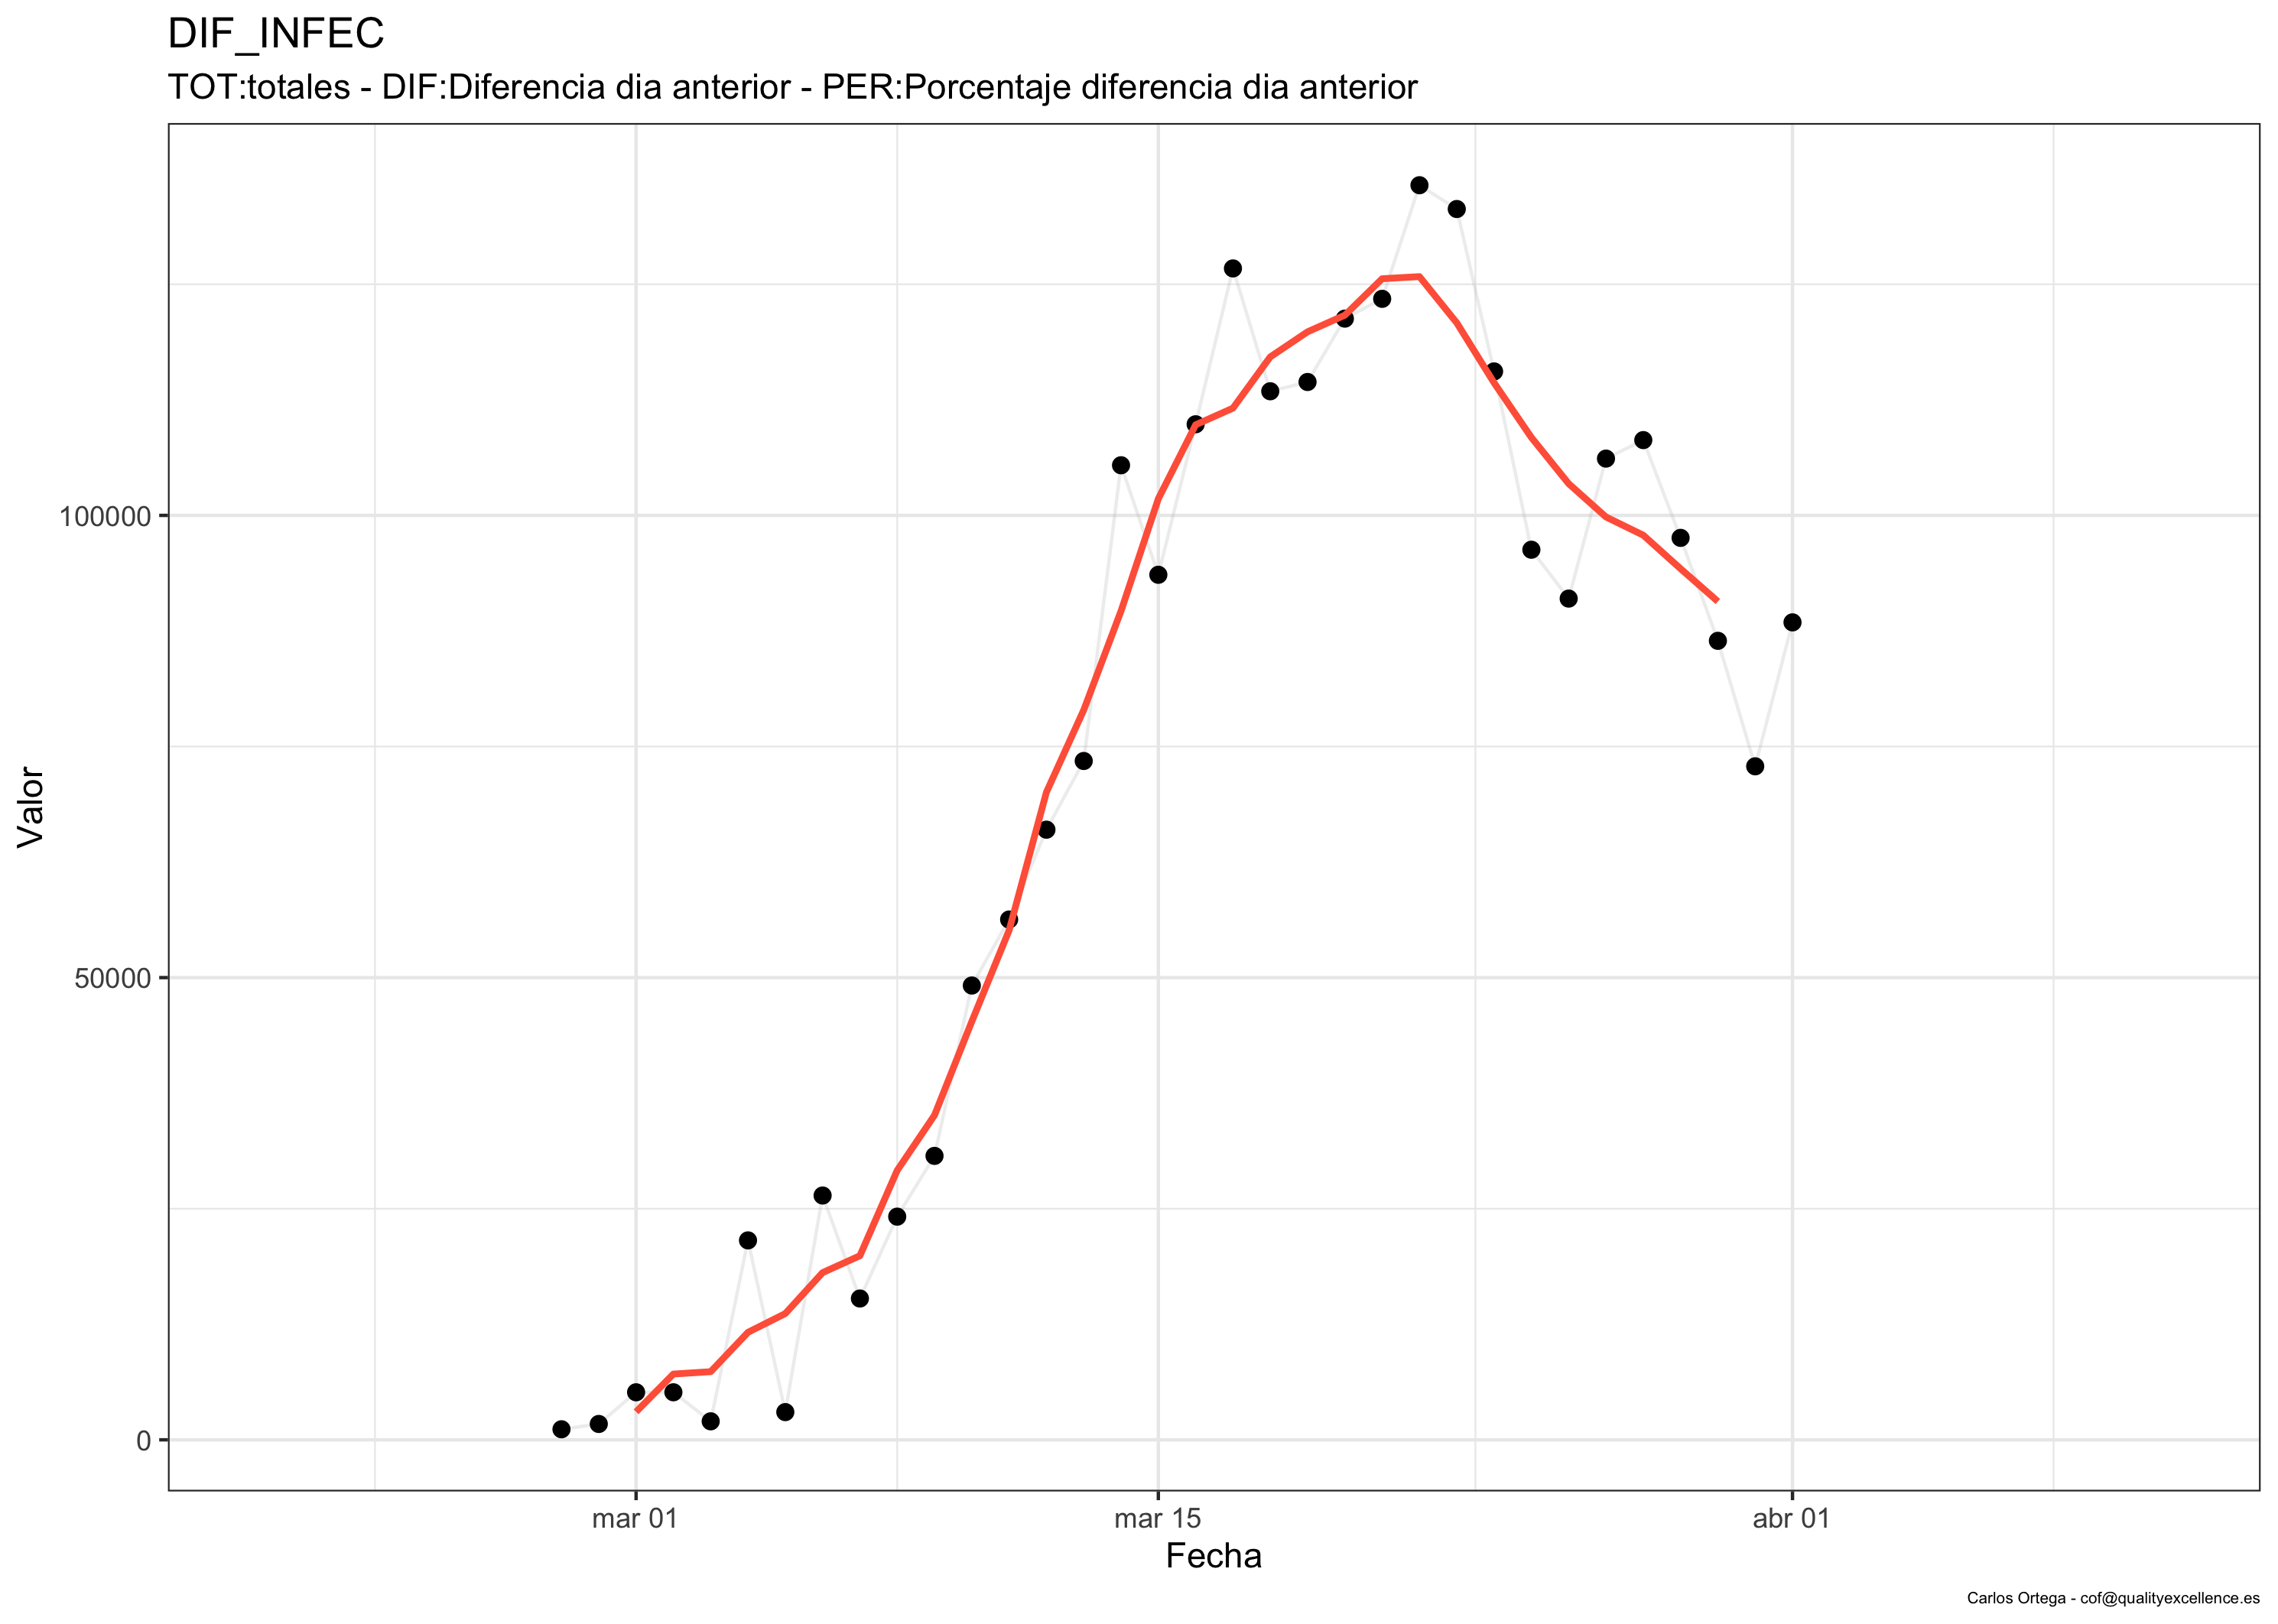 DIF_INFEC
TOT:totales - DIF:Diferencia dia anterior - PER:Porcentaje diferencia dia anterior
Valor
100000
50000
0
mar 01
mar 15
abr 01
Fecha
Carlos Ortega - cof@qualityexcellence.es